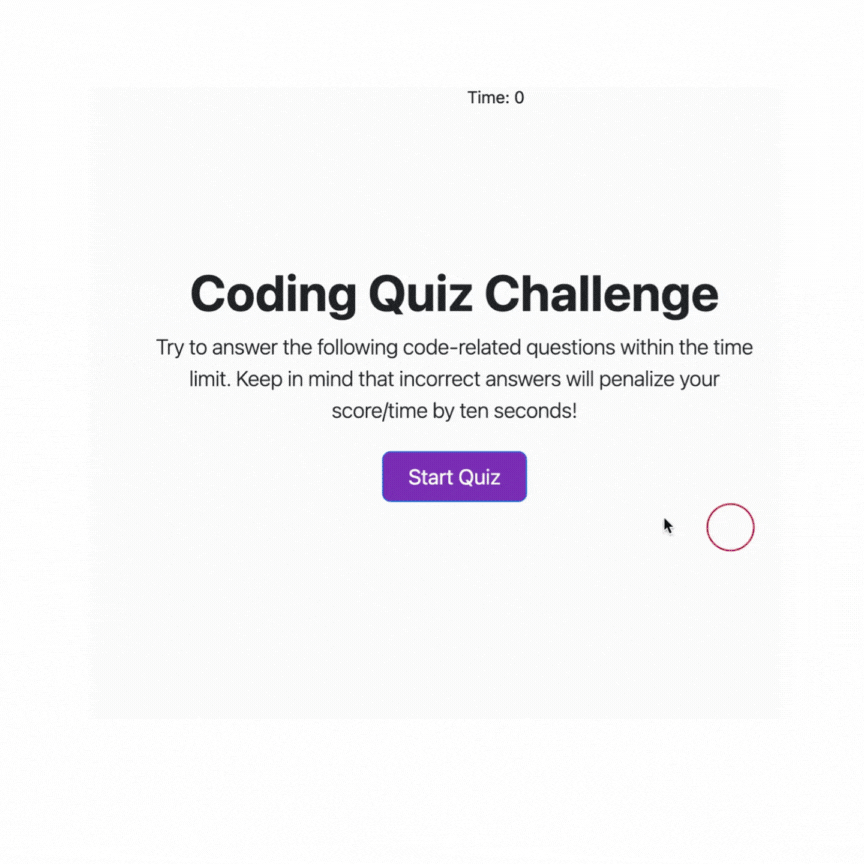 Time: 0
Coding Quiz Challenge
Try to answer the following code-related questions within the time
limit. Keep in mind that incorrect answers will penalize your
score/time by ten seconds!
Start Quiz